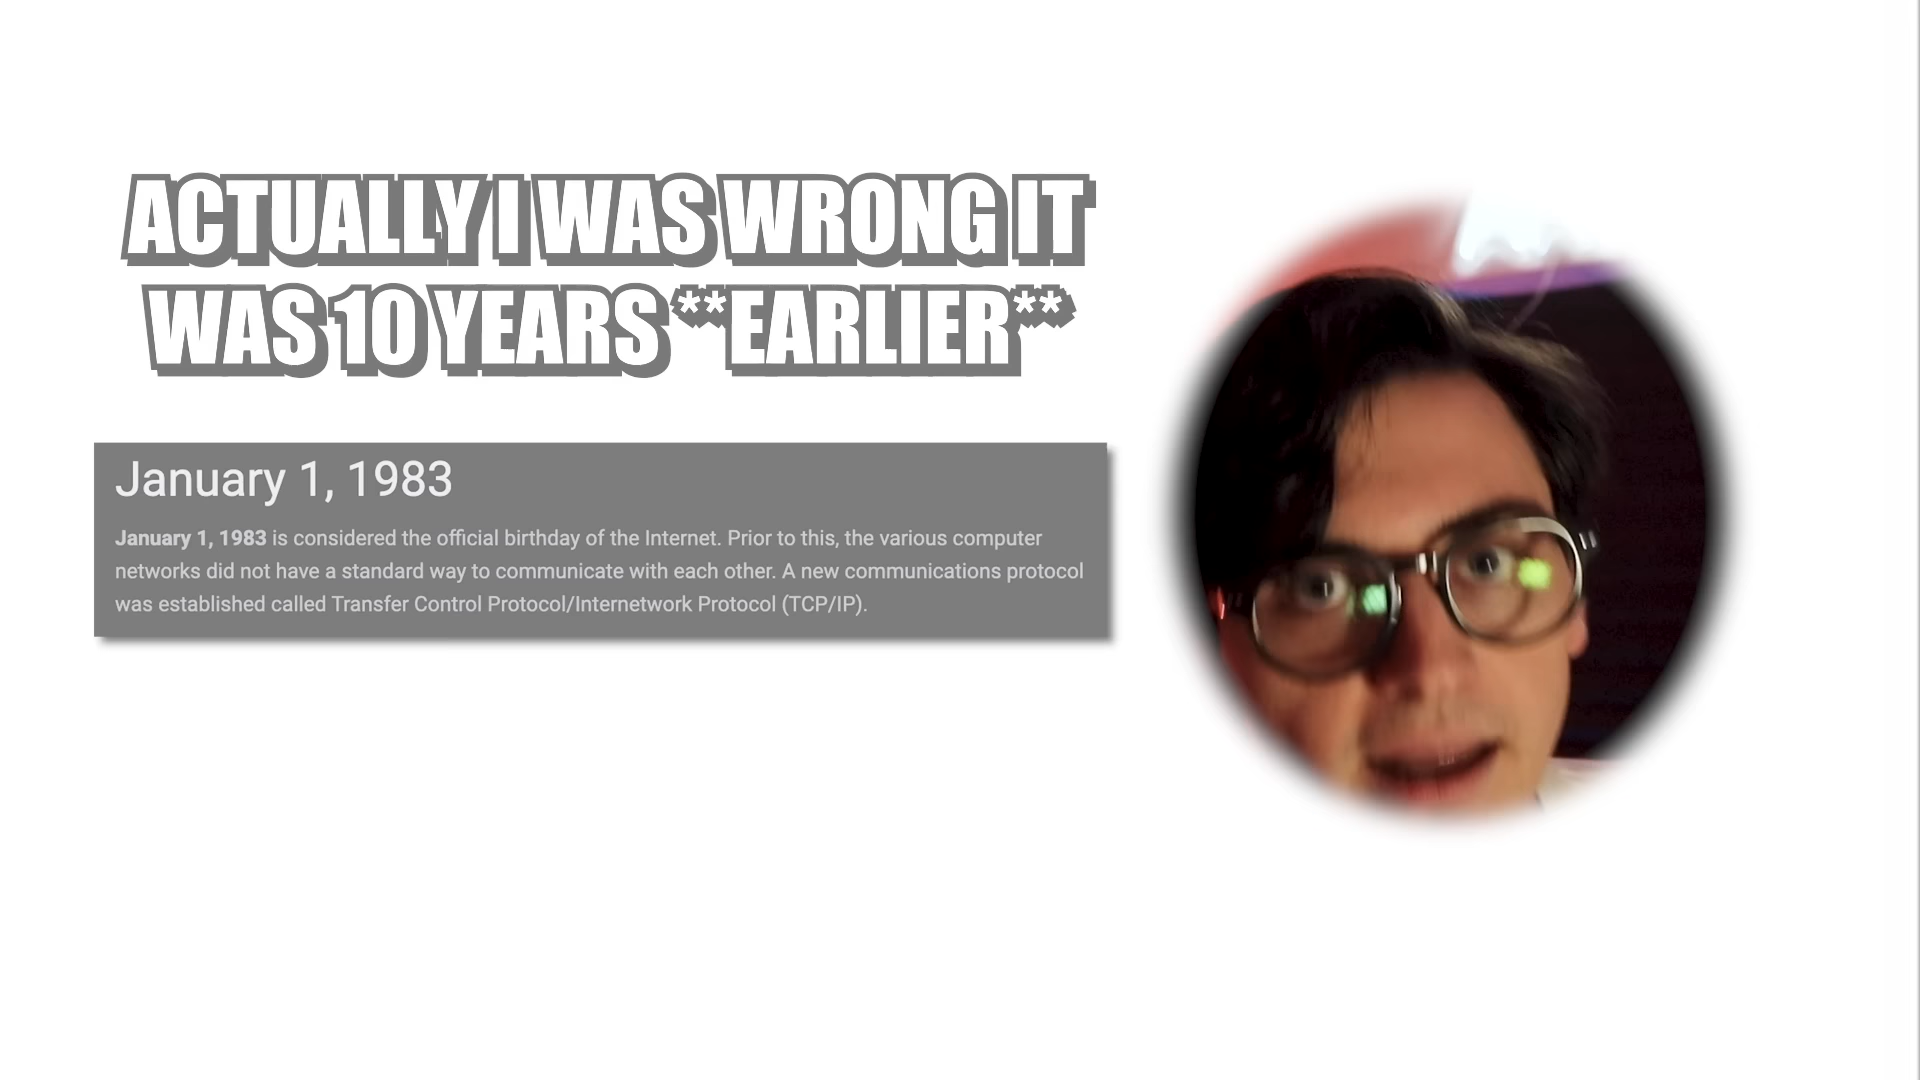 ACTUALLY I WAS WRONG IT
WAS 10 YEARS **EARLIER**
January 1, 1983
January 1, 1983 is considered the official birthday of the Internet. Prior to this, the various computer
networks did not have a standard way to communicate with each other. A new communications protocol
was established called Transfer Control Protocol/Internetwork Protocol (TCP/IP).